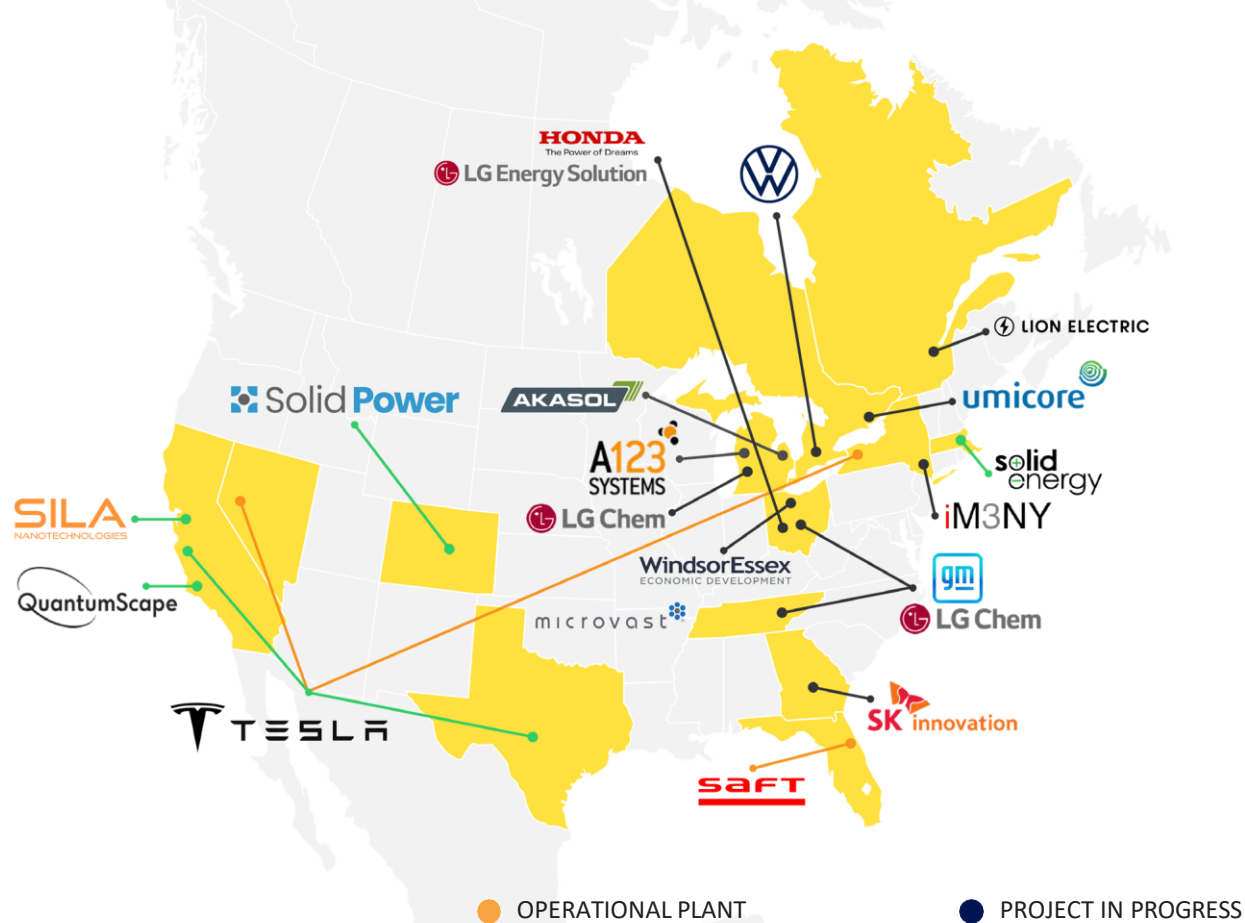 HONDA
The Power of Dreams
LG Energy Solution
VW
LION ELECTRIC
Solid Power
AKASOL
umicore
A123
SYSTEMS
solid
energy
SILA
NANOTECHNOLOGIES
LG Chem
iM3NY
WindsorEssex
ECONOMIC DEVELOPMENT
gm
QuantumScape
microvast
LG Chem
TESLA
SK innovation
saft
OPERATIONAL PLANT
PROJECT IN PROGRESS